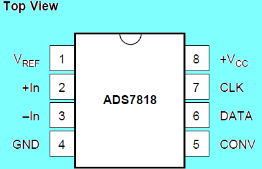 Top View
VREF 1 8 +VCC
+In 2 7 CLK
ADS7818
–In 3 6 DATA
GND 4 5 CONV